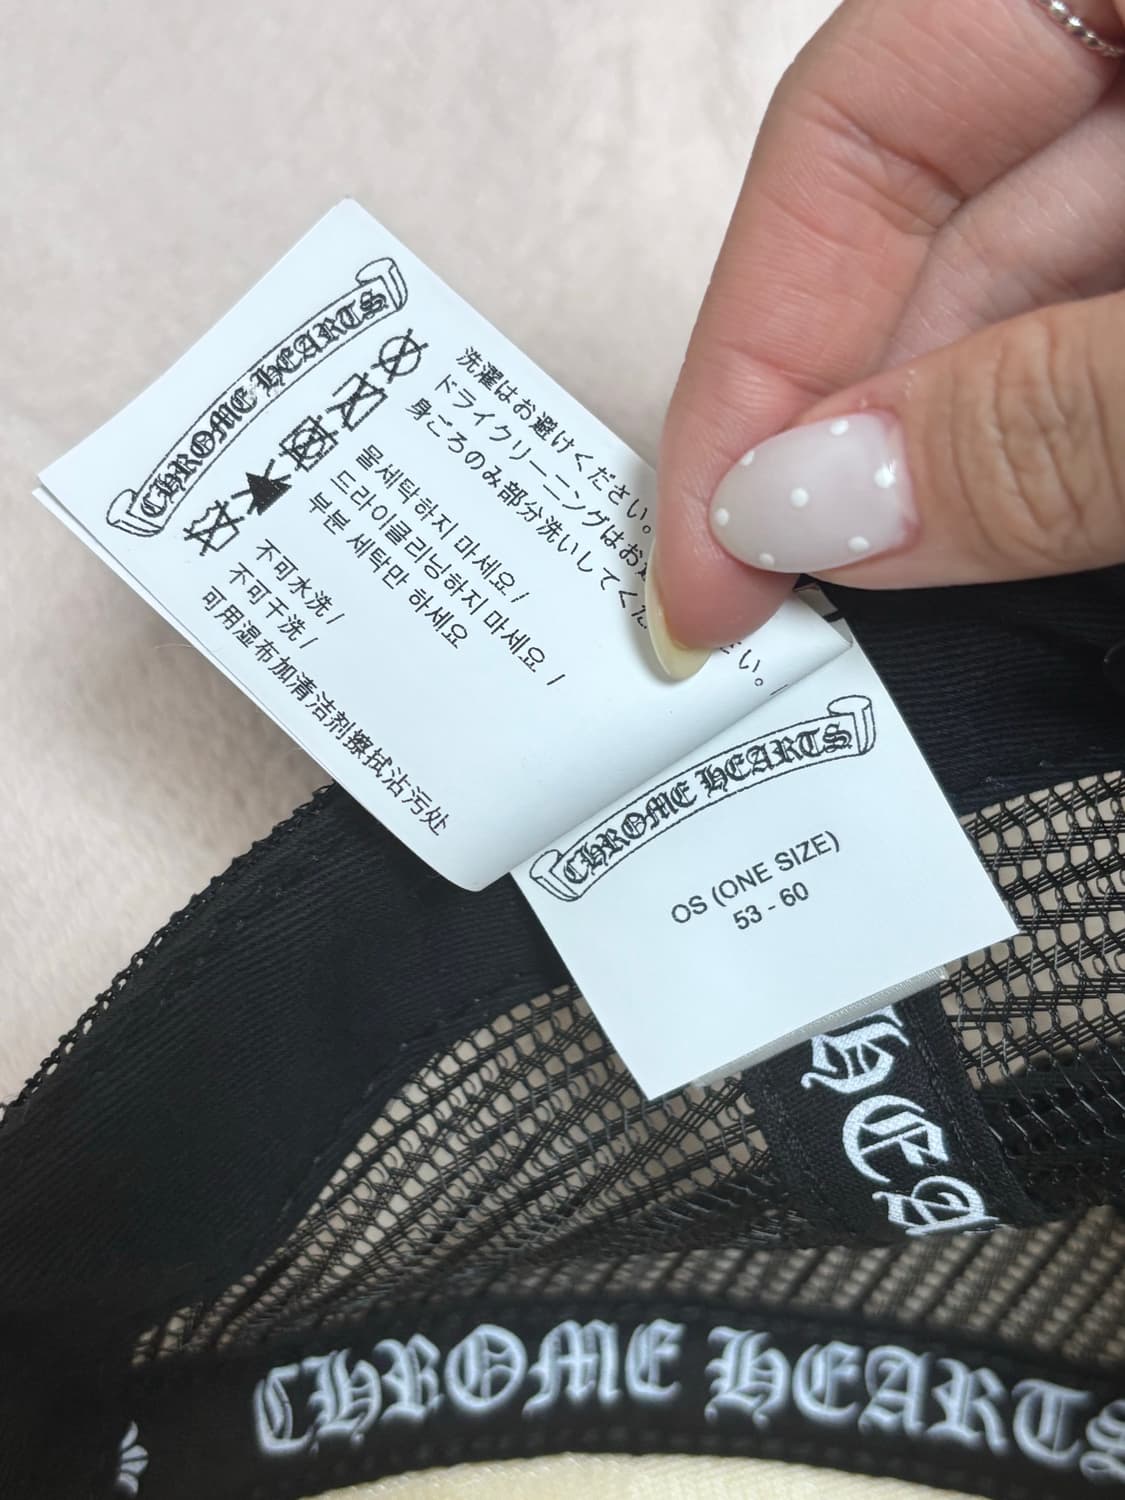 CHROME HEARTS
洗濯はお避けください。
ドライクリーニングはお
身ごろのみ部分洗いしてくだ
い。
물세탁하지 마세요 /
드라이클리닝하지 마세요 /
부분 세탁만 하세요
不可水洗 /
不可干洗 /
可用湿布加清洁剂擦拭沾污处
CHROME HEARTS
OS (ONE SIZE)
53 - 60
CHROME HEARTS